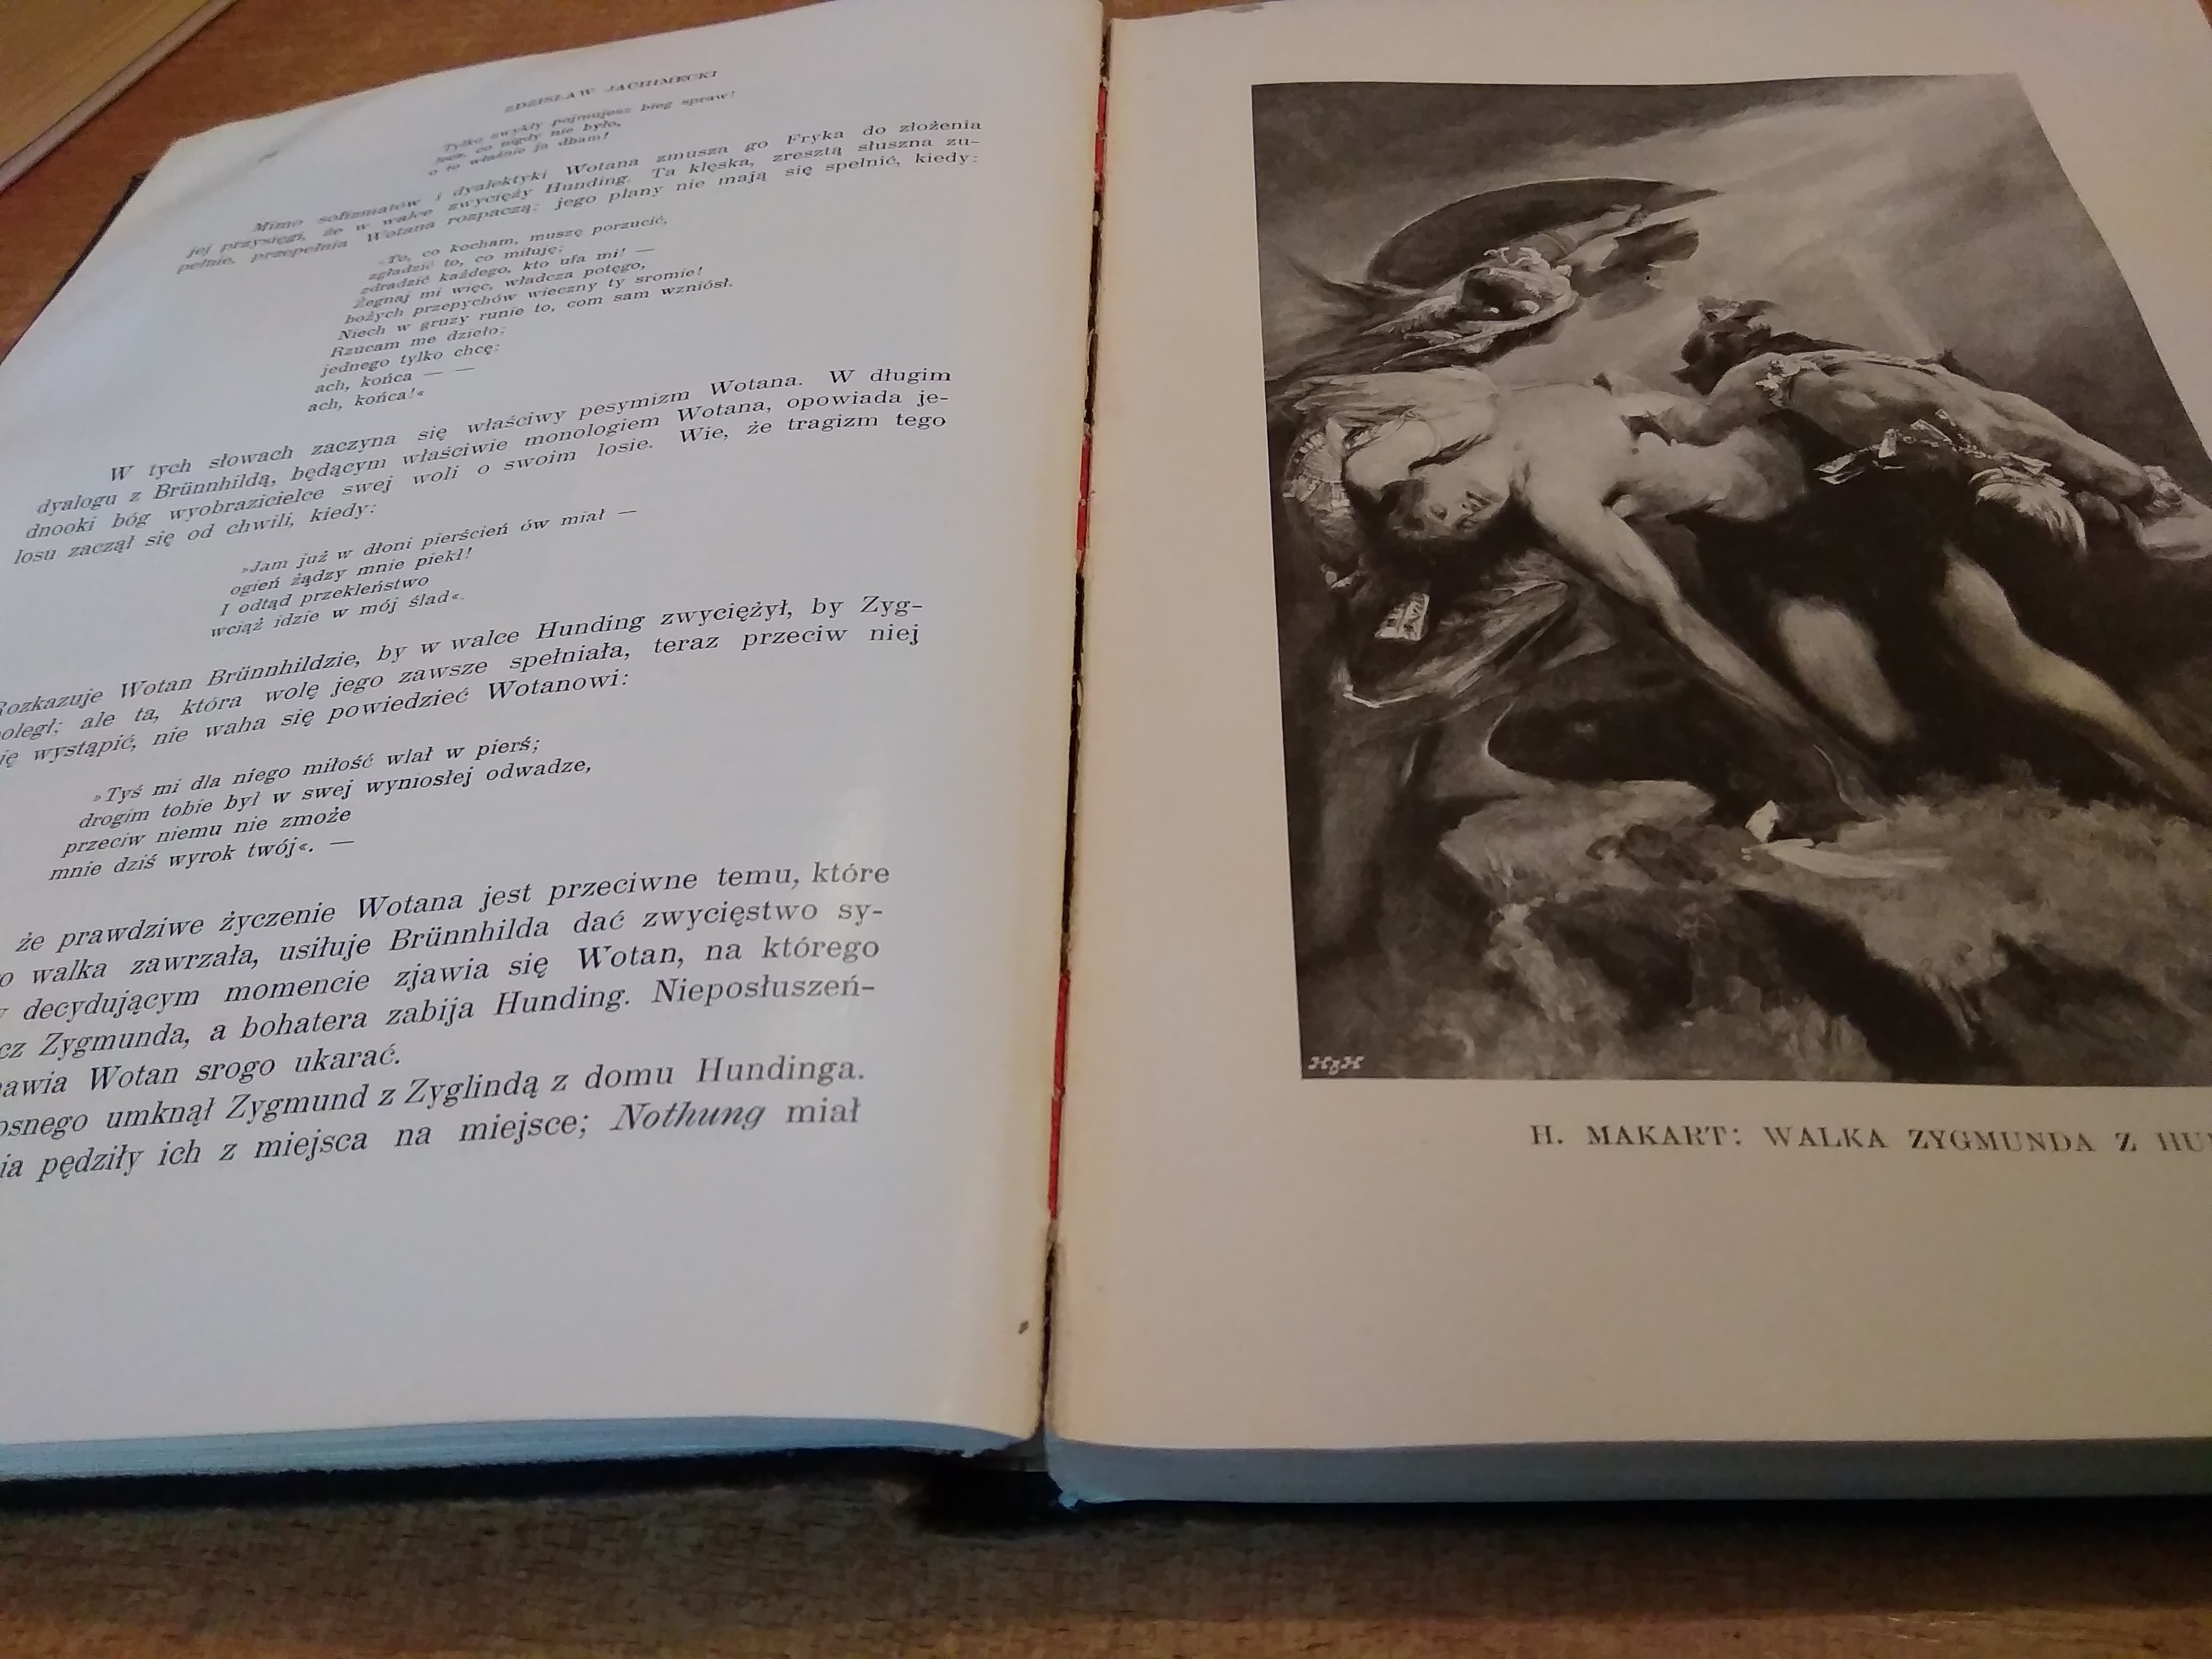 ZDZISŁAW JACHIMECKI
Tylko zwykły pojmujesz bieg spraw!
lecz, co nigdy nie było,
o to właśnie ja dbam!
Mimo sofizmatów i dyalektyki Wotana zmusza go Fryka do złożenia
jej przysięgi, że w walce zwycięży Hunding. Ta klęska, zresztą słuszna zu-
pełnie, przepełnia Wotana rozpaczą; jego plany nie mają się spełnić, kiedy:
»To, co kocham, muszę porzucić,
zgładzić to, co miłuję;
zdradzić każdego, kto ufa mi! —
Żegnaj mi więc, władcza potęgo,
bożych przepychów wieczny ty sromie!
Niech w gruzy runie to, com sam wzniósł.
Rzucam me dzieło;
jednego tylko chcę:
ach, końca — —
ach, końca!«
W tych słowach zaczyna się właściwy pesymizm Wotana. W długim
dyalogu z Brünnhildą, będącym właściwie monologiem Wotana, opowiada je-
dnooki bóg wyobrazicielce swej woli o swoim losie. Wie, że tragizm tego
losu zaczął się od chwili, kiedy:
»Jam już w dłoni pierścień ów miał —
ogień żądzy mnie piekł!
I odtąd przekleństwo
wciąż idzie w mój ślad«.
Rozkazuje Wotan Brünnhildzie, by w walce Hunding zwyciężył, by Zyg-
poległ; ale ta, która wolę jego zawsze spełniała, teraz przeciw niej
się wystąpić, nie waha się powiedzieć Wotanowi:
»Tyś mi dla niego miłość wlał w pierś;
drogim tobie był w swej wyniosłej odwadze,
przeciw niemu nie zmoże
mnie dziś wyrok twój«. —
że prawdziwe życzenie Wotana jest przeciwne temu, które
walka zawrzała, usiłuje Brünnhilda dać zwycięstwo sy-
decydującym momencie zjawia się Wotan, na którego
cz Zygmunda, a bohatera zabija Hunding. Nieposłuszeń-
awia Wotan srogo ukarać.
osnego umknął Zygmund z Zyglindą z domu Hundinga.
ia pędziły ich z miejsca na miejsce; Nothung miał
HzH
H. MAKART: WALKA ZYGMUNDA Z HUN